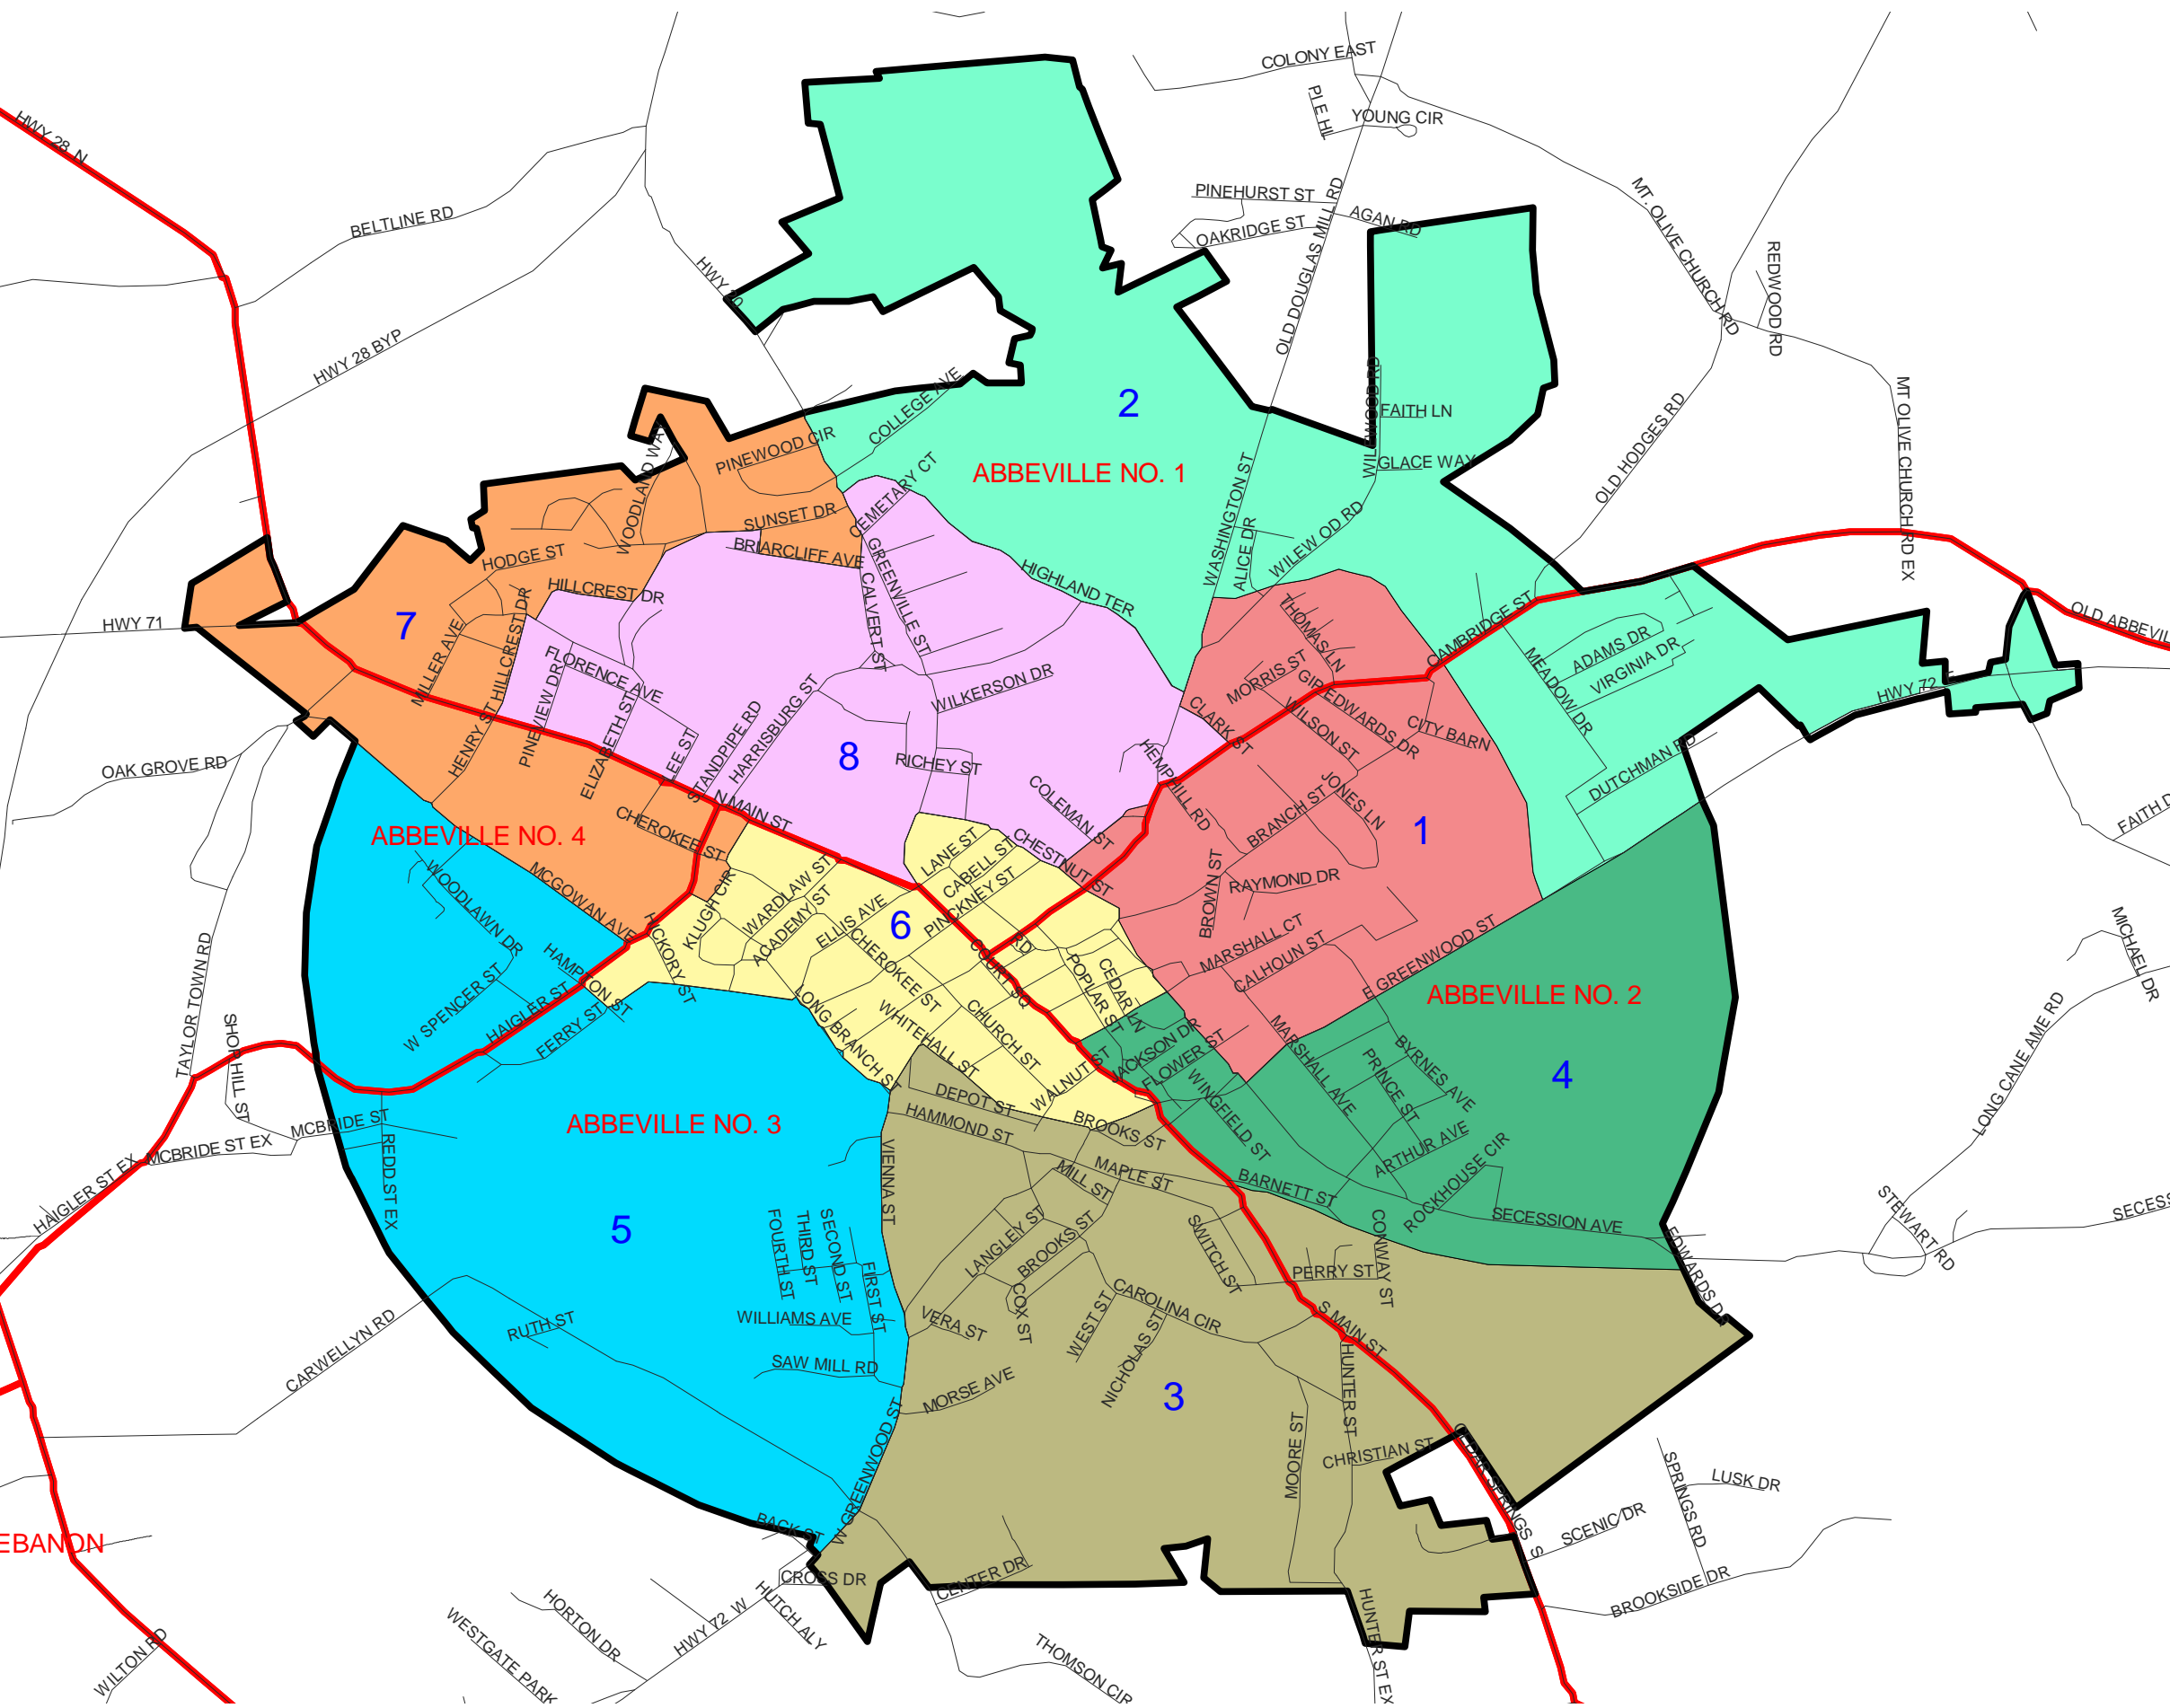 COLONY EAST
YOUNG CIR
HWY 28 N
PINEHURST ST
MT. OLIVE CHURCH RD
BELTLINE RD
AGAN RD
OAKRIDGE ST
OLD DOUGLAS MILL RD
REDWOOD RD
HWY 28 BYP
2
COLLEGE AVE
FAITH LN
MT OLIVE CHURCH RD EX
OLD HODGES RD
PINEWOOD CIR
ABBEVILLE NO. 1
GLACE WAY
CEMETARY CT
WASHINGTON ST
SUNSET DR
ALICE DR
WILEW OD RD
BRIARCLIFF AVE
GREENVILLE ST
HODGE ST
HILLCREST DR
HIGHLAND TER
CALVERT ST
HWY 71
7
MILLER AVE
HILLCREST DR
THOMAS LN
CAMBRIDGE ST
ADAMS DR
VIRGINIA DR
MEADOW DR
FLORENCE AVE
PINEVIEW DR
MORRIS ST
GIP EDWARDS DR
WILKERSON DR
HWY 72
HENRY ST
ELIZABETH ST
LEE ST
STANDPIPE RD
HARRISBURG ST
CLARK ST
WILSON ST
CITY BARN
OAK GROVE RD
8
RICHEY ST
HEMPHILL RD
DUTCHMAN RD
N MAIN ST
COLEMAN ST
JONES LN
BRANCH ST
1
CHEROKEE ST
ABBEVILLE NO. 4
LANE ST
CHESTNUT ST
CABELL ST
PINCKNEY ST
MCGOWAN AVE
WOODLAWN DR
KLUGH CIR
WARDLAW ST
ACADEMY ST
ELLIS AVE
6
BROWN ST
RAYMOND DR
HICKORY ST
CHEROKEE ST
COURT SQ
RD
MARSHALL CT
CALHOUN ST
E GREENWOOD ST
MICHAEL DR
TAYLOR TOWN RD
W SPENCER ST
HAMPTON ST
HAIGLER ST
FERRY ST
LONG BRANCH ST
WHITEHALL ST
CHURCH ST
POPLAR ST
CEDAR LN
ABBEVILLE NO. 2
LONG CANE AME RD
SHOP HILL ST
WALNUT ST
JACKSON DR
FLOWER ST
WINGFIELD ST
MARSHALL AVE
PRINCE ST
BYRNES AVE
4
MCBRIDE ST
MCBRIDE ST EX
REDD ST EX
ABBEVILLE NO. 3
DEPOT ST
HAMMOND ST
BROOKS ST
ARTHUR AVE
ROCKHOUSE CIR
HAIGLER ST EX
VIENNA ST
MILL ST
MAPLE ST
BARNETT ST
SECESSION AVE
STEWART RD
5
FOURTH ST
THIRD ST
SECOND ST
FIRST ST
LANGLEY ST
BROOKS ST
SWITCH ST
CONWAY ST
PERRY ST
CARWELLYN RD
RUTH ST
WILLIAMS AVE
VERA ST
COX ST
WEST ST
CAROLINA CIR
NICHOLAS ST
S MAIN ST
SAW MILL RD
MORSE AVE
3
HUNTER ST
W GREENWOOD ST
MOORE ST
CHRISTIAN ST
SPRINGS RD
LUSK DR
SCENIC DR
BACK ST
CROSS DR
CENTER DR
BROOKSIDE DR
HORTON DR
HUTCH ALY
HWY 72 W
WESTGATE PARK
WILTON RD
THOMSON CIR
HUNTER ST EX